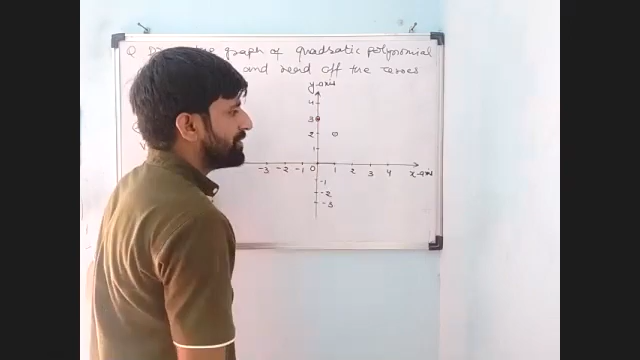 Q D graph of quadratic polynomial
and read off the zeroes
y-axis
4
3
2
1
-3 -2 -1 0 1 2 3 4 x-axis
-1
-2
-3